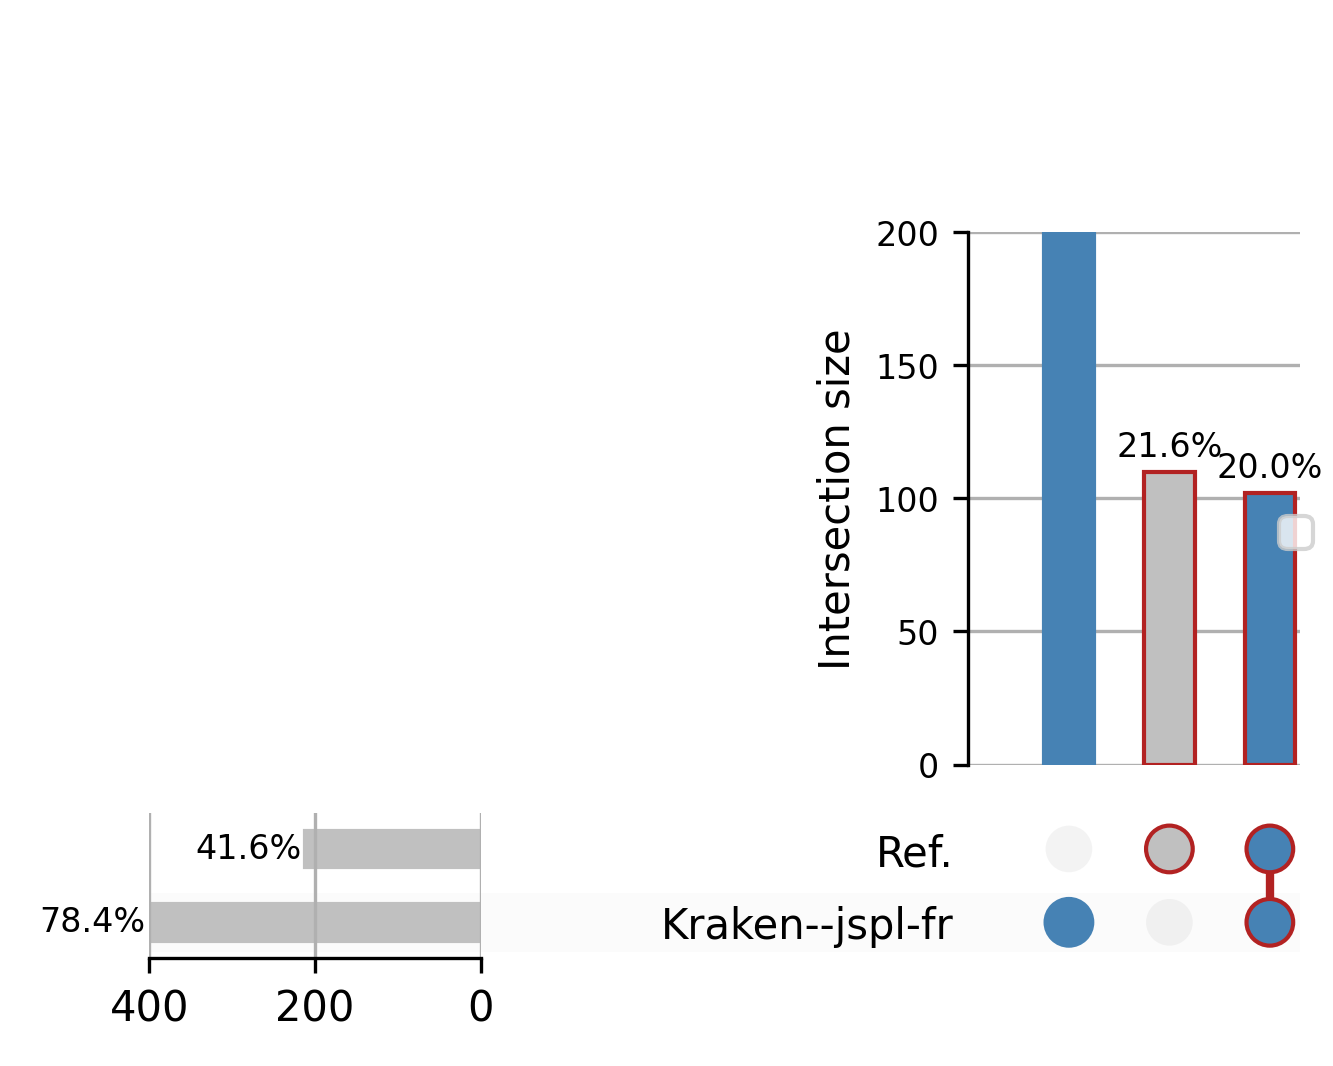 200
150
100
50
0
Intersection size
21.6%
20.0%
41.6%
78.4%
400 200 0
Ref.
Kraken--jspl-fr